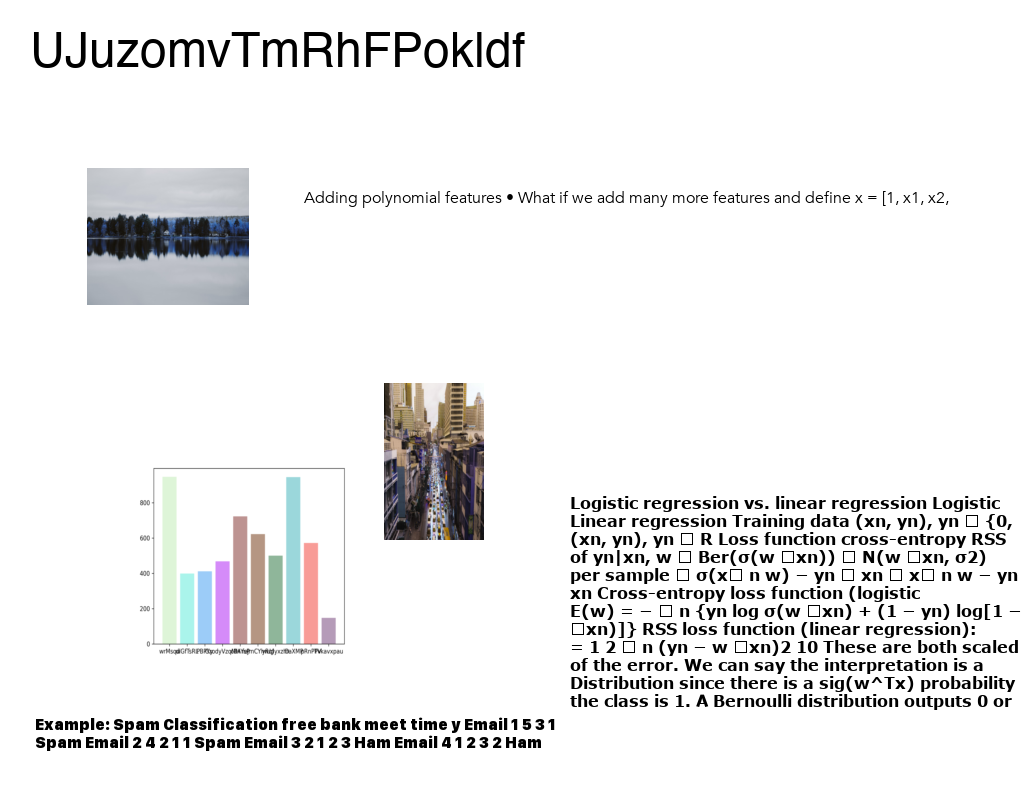 UJuzomvTmRhFPokldf
Adding polynomial features • What if we add many more features and define x = [1, x1, x2,
800
600
400
200
0
Logistic regression vs. linear regression Logistic
Linear regression Training data (xn, yn), yn □ {0,
(xn, yn), yn □ R Loss function cross-entropy RSS
of yn|xn, w □ Ber(σ(w □xn)) □ N(w □xn, σ2)
per sample □ σ(x□ n w) − yn □ xn □ x□ n w − yn
xn Cross-entropy loss function (logistic
E(w) = − □ n {yn log σ(w □xn) + (1 − yn) log[1 −
□xn)]} RSS loss function (linear regression):
= 1 2 □ n (yn − w □xn)2 10 These are both scaled
of the error. We can say the interpretation is a
Distribution since there is a sig(w^Tx) probability
the class is 1. A Bernoulli distribution outputs 0 or
Example: Spam Classification free bank meet time y Email 1 5 3 1
Spam Email 2 4 2 1 1 Spam Email 3 2 1 2 3 Ham Email 4 1 2 3 2 Ham